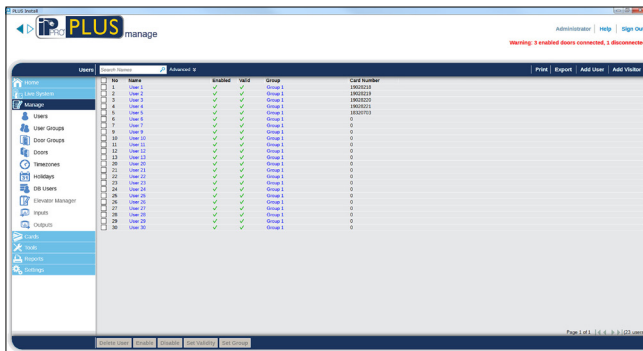 PLUS Install
iPRO PLUS manage
Administrator Help Sign Out
Warning: 3 enabled doors connected, 1 disconnected
Users Search Names Advanced Print Export Add User Add Visitor
Home
Live System
Manage
Users
User Groups
Door Groups
Doors
Timezones
Holidays
DB Users
Elevator Manager
Inputs
Outputs
Cards
Tools
Reports
Settings
No Name Enabled Valid Group Card Number
1 User 1 ✓ ✓ Group 1 19028218
2 User 2 ✓ ✓ Group 1 19028219
3 User 3 ✓ ✓ Group 1 19028220
4 User 4 ✓ ✓ Group 1 19028221
5 User 5 ✓ ✓ Group 1 18320703
6 User 6 ✓ ✓ Group 1 0
7 User 7 ✓ ✓ Group 1 0
9 User 9 ✓ ✓ Group 1 0
10 User 10 ✓ ✓ Group 1 0
11 User 11 ✓ ✓ Group 1 0
12 User 12 ✓ ✓ Group 1 0
13 User 13 ✓ ✓ Group 1 0
20 User 20 ✓ ✓ Group 1 0
21 User 21 ✓ ✓ Group 1 0
22 User 22 ✓ ✓ Group 1 0
23 User 23 ✓ ✓ Group 1 0
24 User 24 ✓ ✓ Group 1 0
25 User 25 ✓ ✓ Group 1 0
26 User 26 ✓ ✓ Group 1 0
27 User 27 ✓ ✓ Group 1 0
28 User 28 ✓ ✓ Group 1 0
29 User 29 ✓ ✓ Group 1 0
30 User 30 ✓ ✓ Group 1 0
Page 1 of 1 (23 users
Delete User Enable Disable Set Validity Set Group